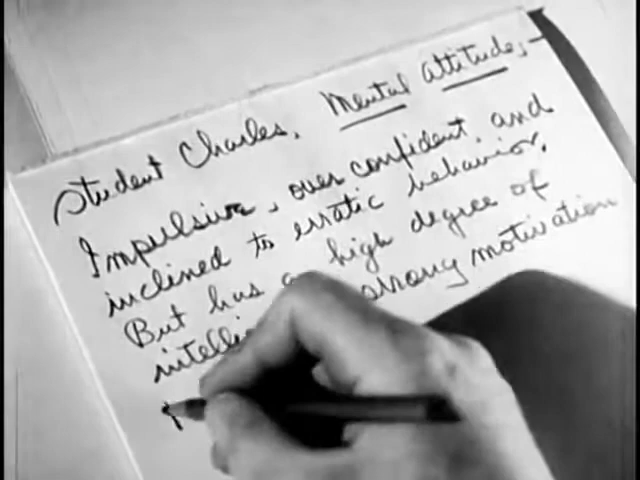 Student Charles. Mental Attitude;-
Impulsive, over confident, and
inclined to erratic behavior.
But has a high degree of
strong motivation